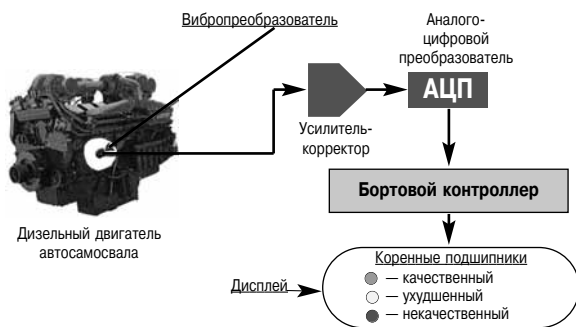 Вибропреобразователь
Аналого-
цифровой
преобразователь
АЦП
Усилитель-
корректор
Бортовой контроллер
Дизельный двигатель
автосамосвала
Коренные подшипники
— качественный
— ухудшенный
— некачественный
Дисплей